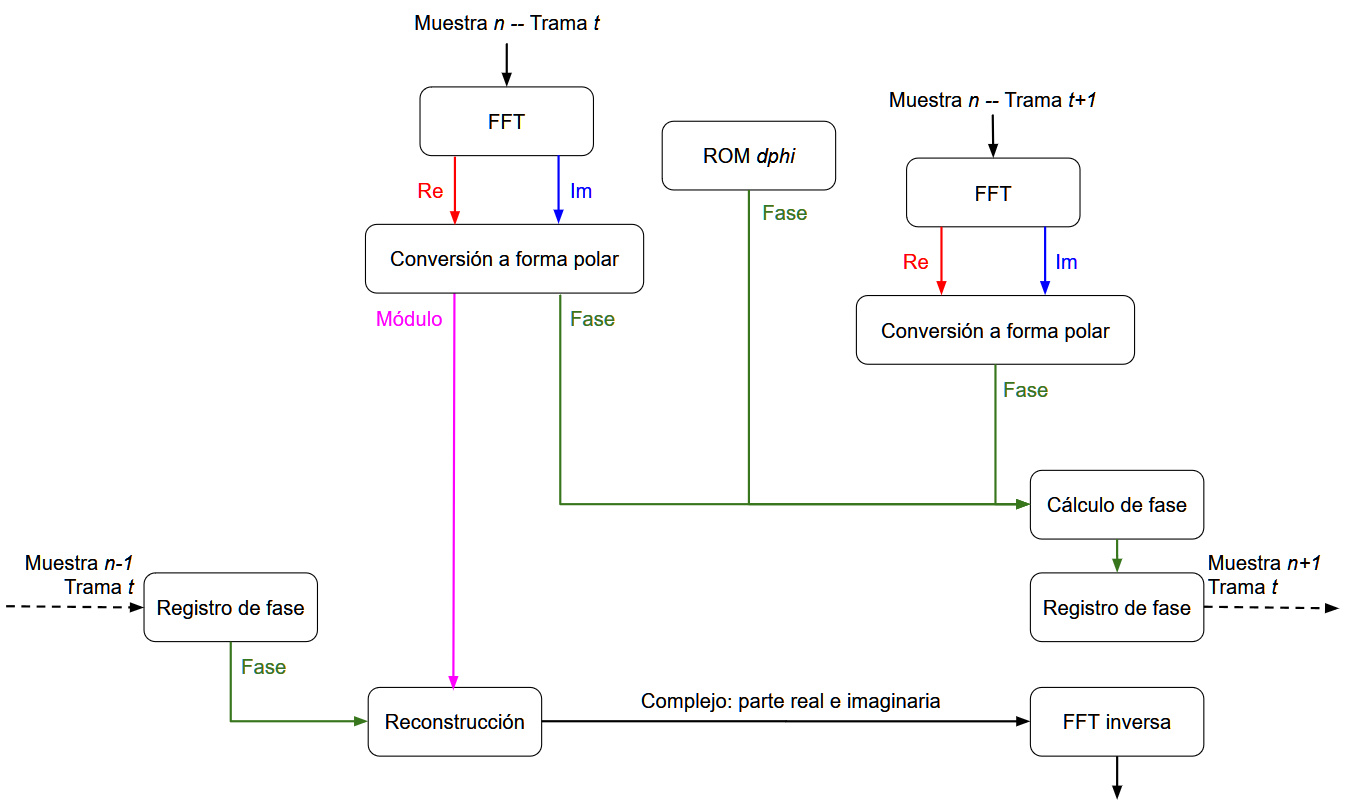 Muestra n -- Trama t
FFT
Re
Im
Conversión a forma polar
Módulo
Fase
ROM dphi
Fase
Muestra n -- Trama t+1
FFT
Re
Im
Conversión a forma polar
Fase
Cálculo de fase
Muestra n-1
Trama t
Registro de fase
Fase
Registro de fase
Muestra n+1
Trama t
Reconstrucción
Complejo: parte real e imaginaria
FFT inversa